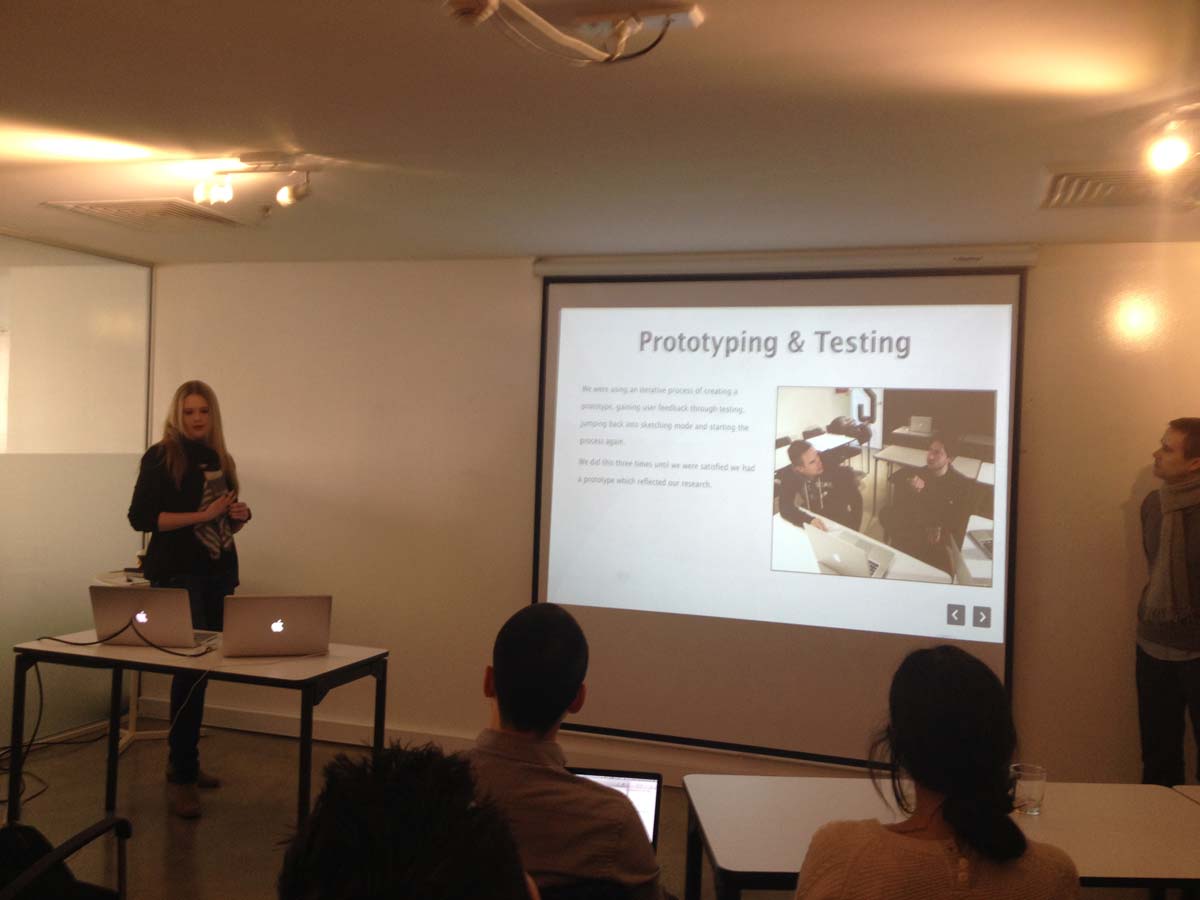 Prototyping & Testing
We were using an iterative process of creating a
prototype, gaining user feedback through testing,
jumping back into sketching mode and starting the
process again.
We did this three times until we were satisfied we had
a prototype which reflected our research.